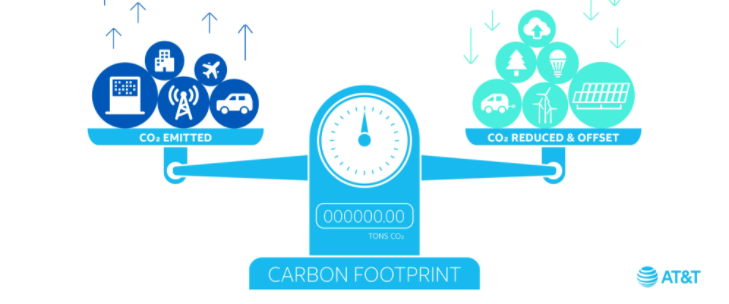 CO₂ EMITTED
CO₂ REDUCED & OFFSET
000000.00
TONS CO₂
CARBON FOOTPRINT
AT&T